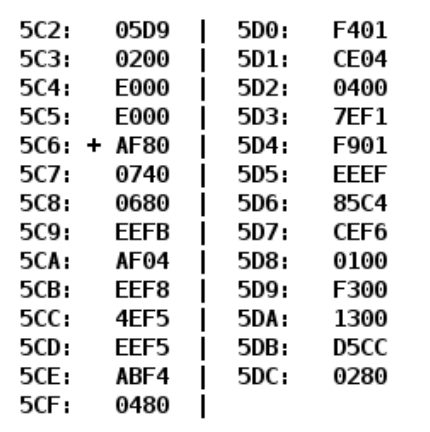 5C2: 05D9 | 5D0: F401
5C3: 0200 | 5D1: CE04
5C4: E000 | 5D2: 0400
5C5: E000 | 5D3: 7EF1
5C6: + AF80 | 5D4: F901
5C7: 0740 | 5D5: EEEF
5C8: 0680 | 5D6: 85C4
5C9: EEFB | 5D7: CEF6
5CA: AF04 | 5D8: 0100
5CB: EEF8 | 5D9: F300
5CC: 4EF5 | 5DA: 1300
5CD: EEF5 | 5DB: D5CC
5CE: ABF4 | 5DC: 0280
5CF: 0480 |